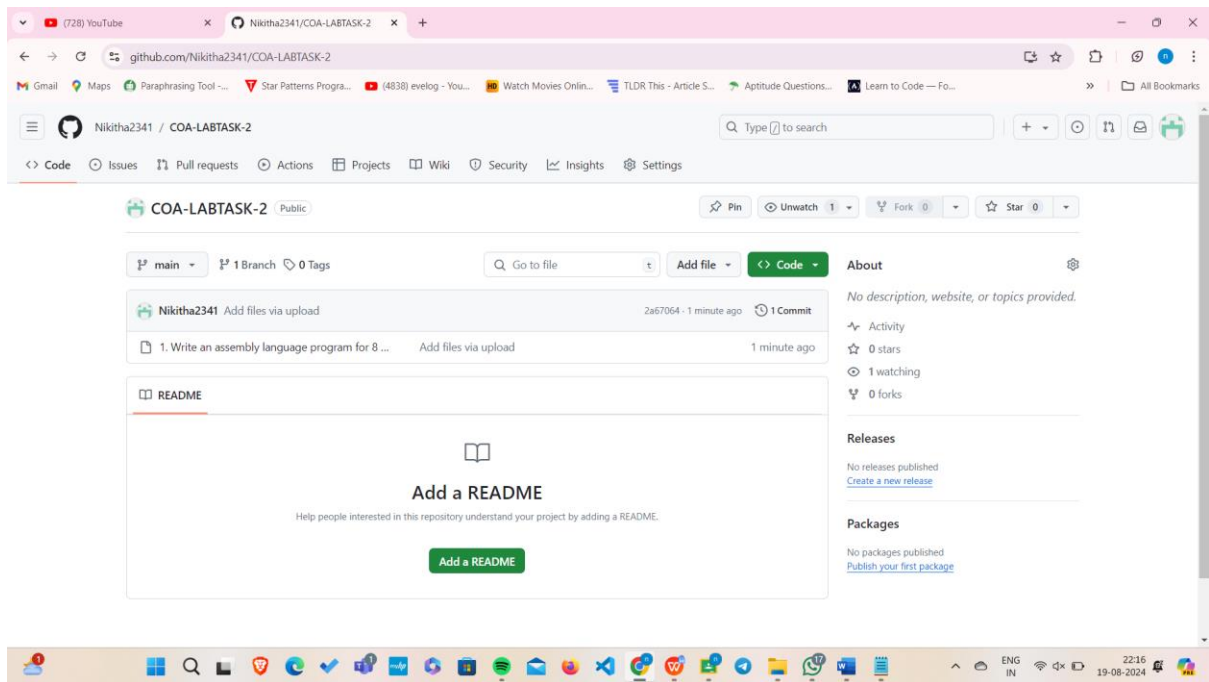 (728) YouTube
Nikitha2341/COA-LABTASK-2
github.com/Nikitha2341/COA-LABTASK-2
Gmail Maps Paraphrasing Tool -... Star Patterns Progra... (4838) evelog - You... Watch Movies Onlin... TLDR This - Article S... Aptitude Questions... Learn to Code — Fo... » All Bookmarks
Nikitha2341 / COA-LABTASK-2 Type / to search
<> Code Issues Pull requests Actions Projects Wiki Security Insights Settings
COA-LABTASK-2 Public Pin Unwatch 1 Fork 0 Star 0
main 1 Branch 0 Tags Go to file t Add file <> Code About
No description, website, or topics provided.
Nikitha2341 Add files via upload 2a67064 · 1 minute ago 1 Commit
Activity
1. Write an assembly language program for 8 ... Add files via upload 1 minute ago
0 stars
1 watching
0 forks
README
Add a README
Help people interested in this repository understand your project by adding a README.
Add a README
Releases
No releases published
Create a new release
Packages
No packages published
Publish your first package
ENG
IN
22:16
19-08-2024